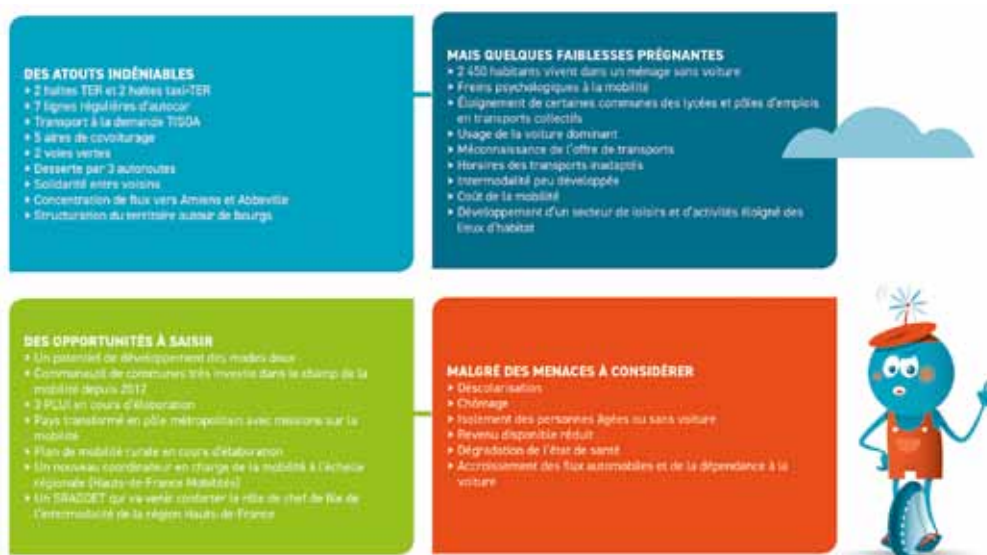 DES ATOUTS INDÉNIABLES
▸ 2 haltes TER et 2 haltes taxi-TER
▸ 7 lignes régulières d'autocar
▸ Transport à la demande TISOA
▸ 5 aires de covoiturage
▸ 2 voies vertes
▸ Desserte par 3 autoroutes
▸ Solidarité entre voisins
▸ Concentration de flux vers Amiens et Abbeville
▸ Structuration du territoire autour de bourgs
MAIS QUELQUES FAIBLESSES PRÉGNANTES
▸ 2 450 habitants vivent dans un ménage sans voiture
▸ Freins psychologiques à la mobilité
▸ Éloignement de certaines communes des lycées et pôles d'emplois
en transports collectifs
▸ Usage de la voiture dominant
▸ Méconnaissance de l'offre de transports
▸ Horaires des transports inadaptés
▸ Intermodalité peu développée
▸ Coût de la mobilité
▸ Développement d'un secteur de loisirs et d'activités éloigné des
lieux d'habitat
DES OPPORTUNITÉS À SAISIR
▸ Un potentiel de développement des modes doux
▸ Communauté de communes très investie dans le champ de la
mobilité depuis 2017
▸ 3 PLUI en cours d'élaboration
▸ Pays transformé en pôle métropolitain avec missions sur la
mobilité
▸ Plan de mobilité rurale en cours d'élaboration
▸ Un nouveau coordinateur en charge de la mobilité à l'échelle
régionale (Hauts-de-France Mobilités)
▸ Un SRADDET qui va venir conforter le rôle de chef de file de
l'intermodalité de la région Hauts-de-France
MALGRÉ DES MENACES À CONSIDÉRER
▸ Déscolarisation
▸ Chômage
▸ Isolement des personnes âgées ou sans voiture
▸ Revenu disponible réduit
▸ Dégradation de l'état de santé
▸ Accroissement des flux automobiles et de la dépendance à la
voiture